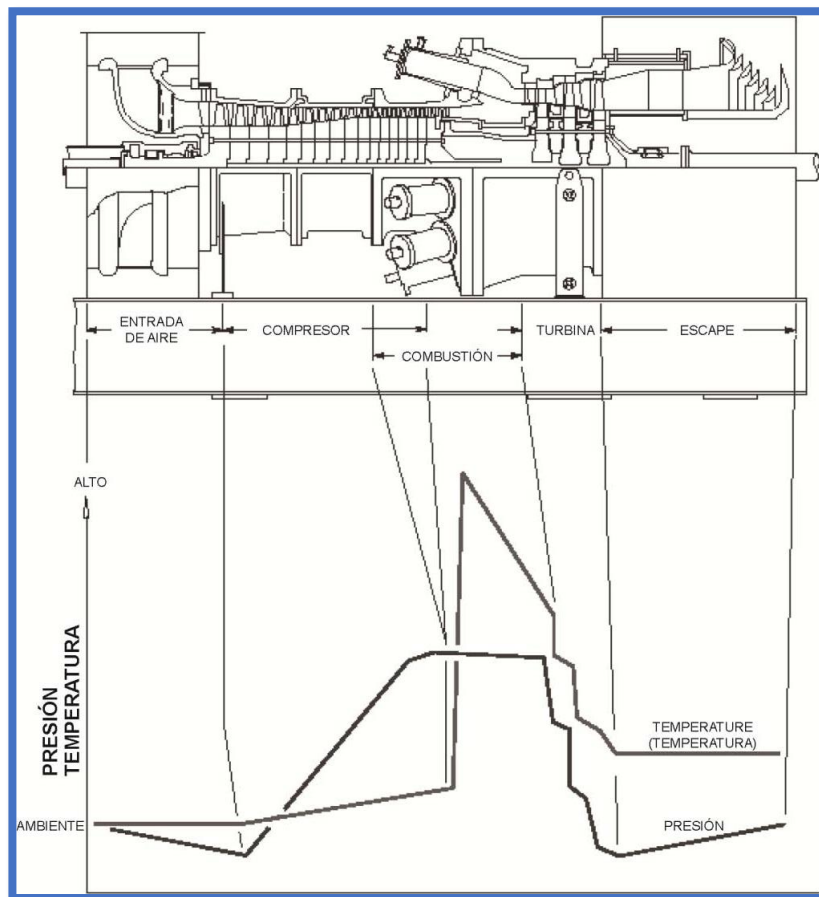 ENTRADA
DE AIRE
COMPRESOR
COMBUSTIÓN
TURBINA
ESCAPE
ALTO
PRESIÓN
TEMPERATURA
TEMPERATURE
(TEMPERATURA)
AMBIENTE
PRESIÓN